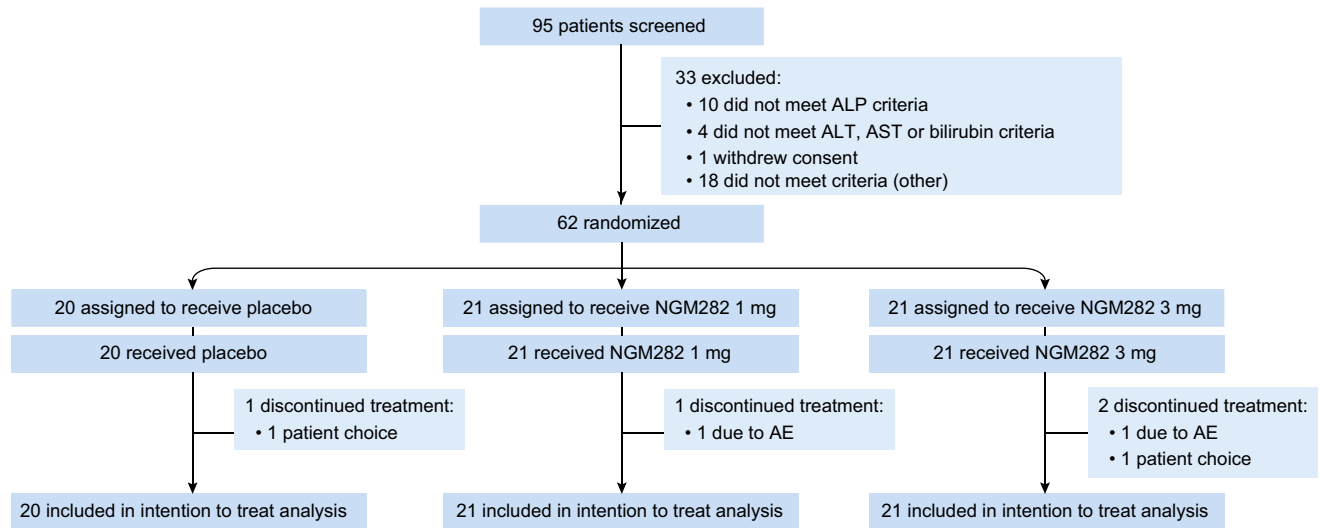 95 patients screened
33 excluded:
• 10 did not meet ALP criteria
• 4 did not meet ALT, AST or bilirubin criteria
• 1 withdrew consent
• 18 did not meet criteria (other)
62 randomized
20 assigned to receive placebo
21 assigned to receive NGM282 1 mg
21 assigned to receive NGM282 3 mg
20 received placebo
21 received NGM282 1 mg
21 received NGM282 3 mg
1 discontinued treatment:
• 1 patient choice
1 discontinued treatment:
• 1 due to AE
2 discontinued treatment:
• 1 due to AE
• 1 patient choice
20 included in intention to treat analysis
21 included in intention to treat analysis
21 included in intention to treat analysis